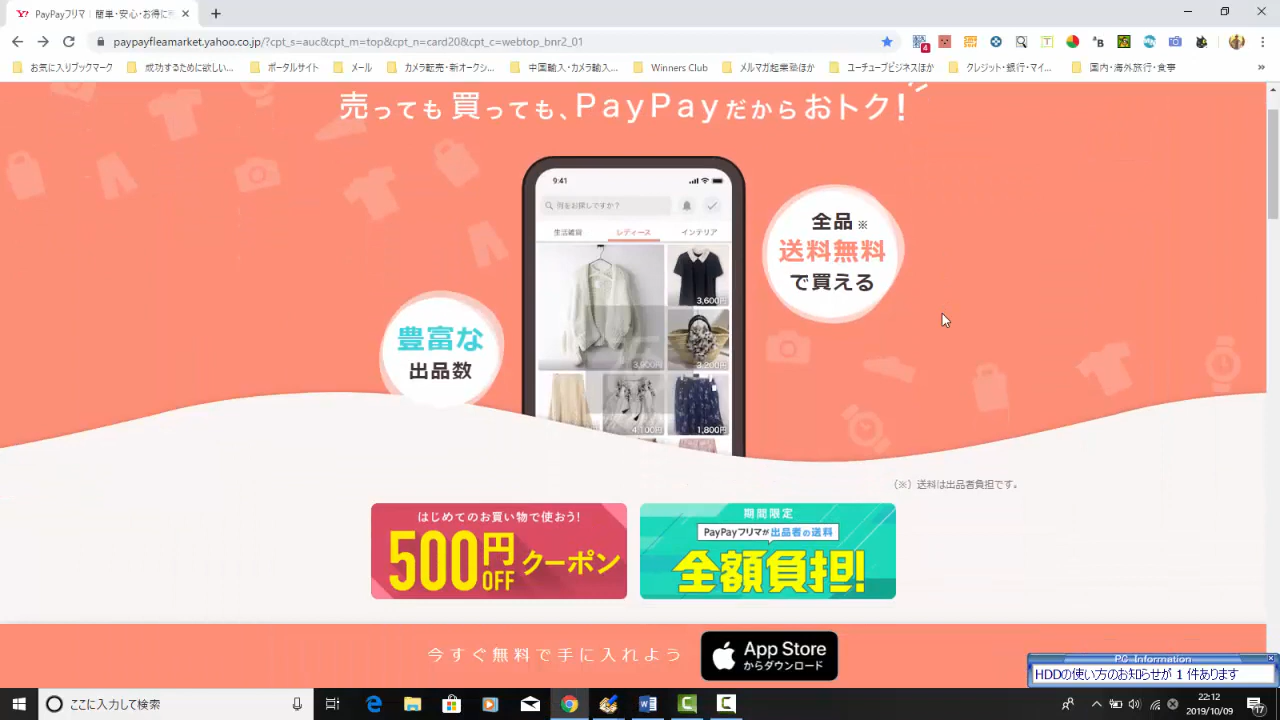 PayPayフリマ | 簡単・安心・お得に
paypayfleamarket.yahoo.co.jp/?cpt_s=auc&cpt_m=top&cpt_n=card20&cpt_c=webtop_bnr2_01
お気に入りブックマーク
成功するために欲しい...
ポータルサイト
メール
カメラ転売・新オークシ...
中国輸入・カメラ輸入...
Winners Club
メルマガ起業塾ほか
ユーチューブビジネスほか
クレジット・銀行・マイ...
国内・海外旅行・食事
»
売っても買っても、PayPayだからおトク!
9:41
何をお探しですか?
生活雑貨
レディース
インテリア
3,600円
3,900円
3,200円
4,100円
1,800円
全品※
送料無料
で買える
豊富な
出品数
(※) 送料は出品者負担です。
はじめてのお買い物で使おう!
500円OFFクーポン
期間限定
PayPayフリマが出品者の送料
全額負担!
今すぐ無料で手に入れよう
App Store
からダウンロード
PC Information
HDDの使い方のお知らせが 1 件あります
ここに入力して検索
22:12
2019/10/09
17